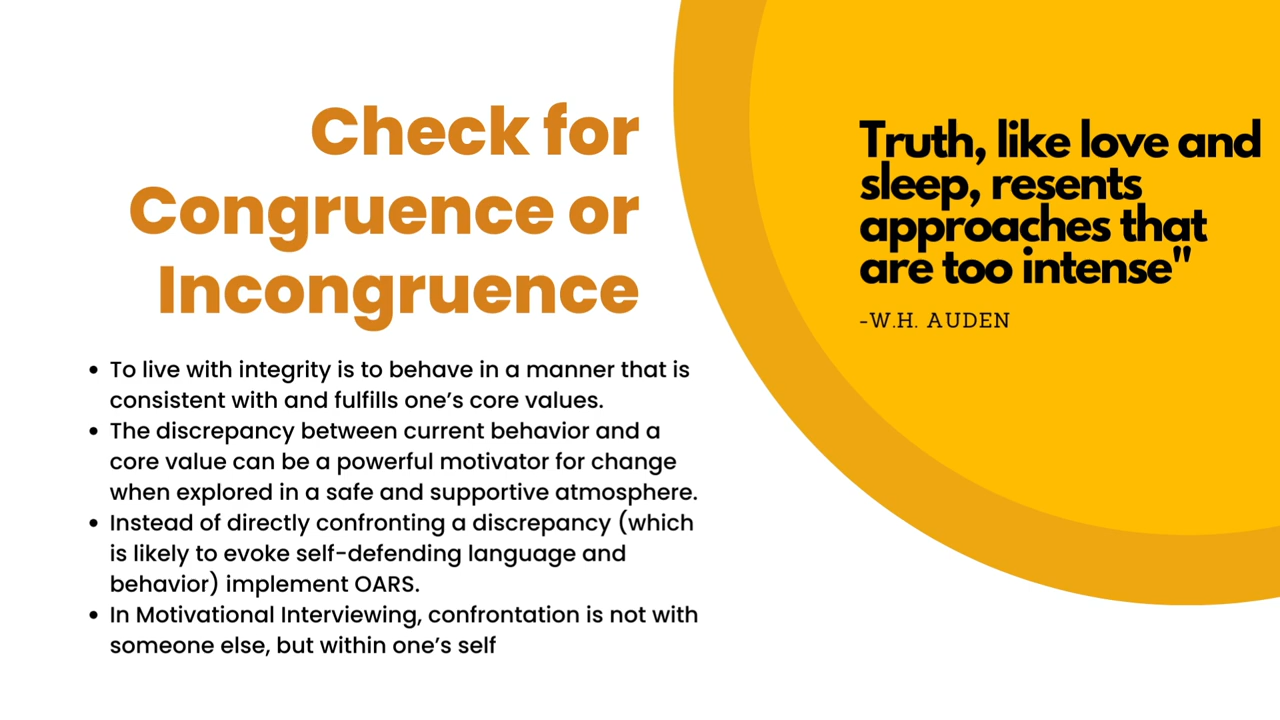 Check for
Congruence or
Incongruence
• To live with integrity is to behave in a manner that is
consistent with and fulfills one’s core values.
• The discrepancy between current behavior and a
core value can be a powerful motivator for change
when explored in a safe and supportive atmosphere.
• Instead of directly confronting a discrepancy (which
is likely to evoke self-defending language and
behavior) implement OARS.
• In Motivational Interviewing, confrontation is not with
someone else, but within one’s self
Truth, like love and
sleep, resents
approaches that
are too intense"
-W.H. AUDEN